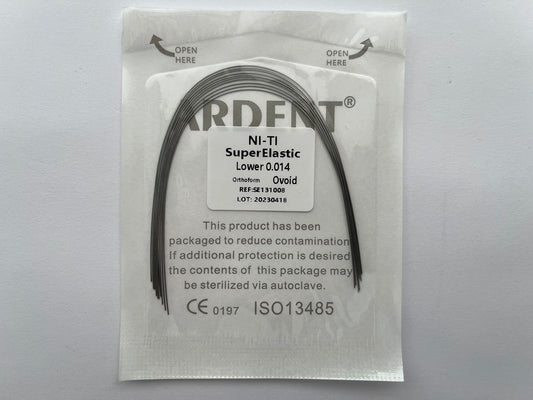 OPEN
HERE
OPEN
HERE
ARDENT®
NI-TI
SuperElastic
Lower 0.014
Orthoform Ovoid
REF:SE131008
LOT: 20230418
This product has been
packaged to reduce contamination
If additional protection is desired
the contents of this package may
be sterilized via autoclave.
CE 0197 ISO13485